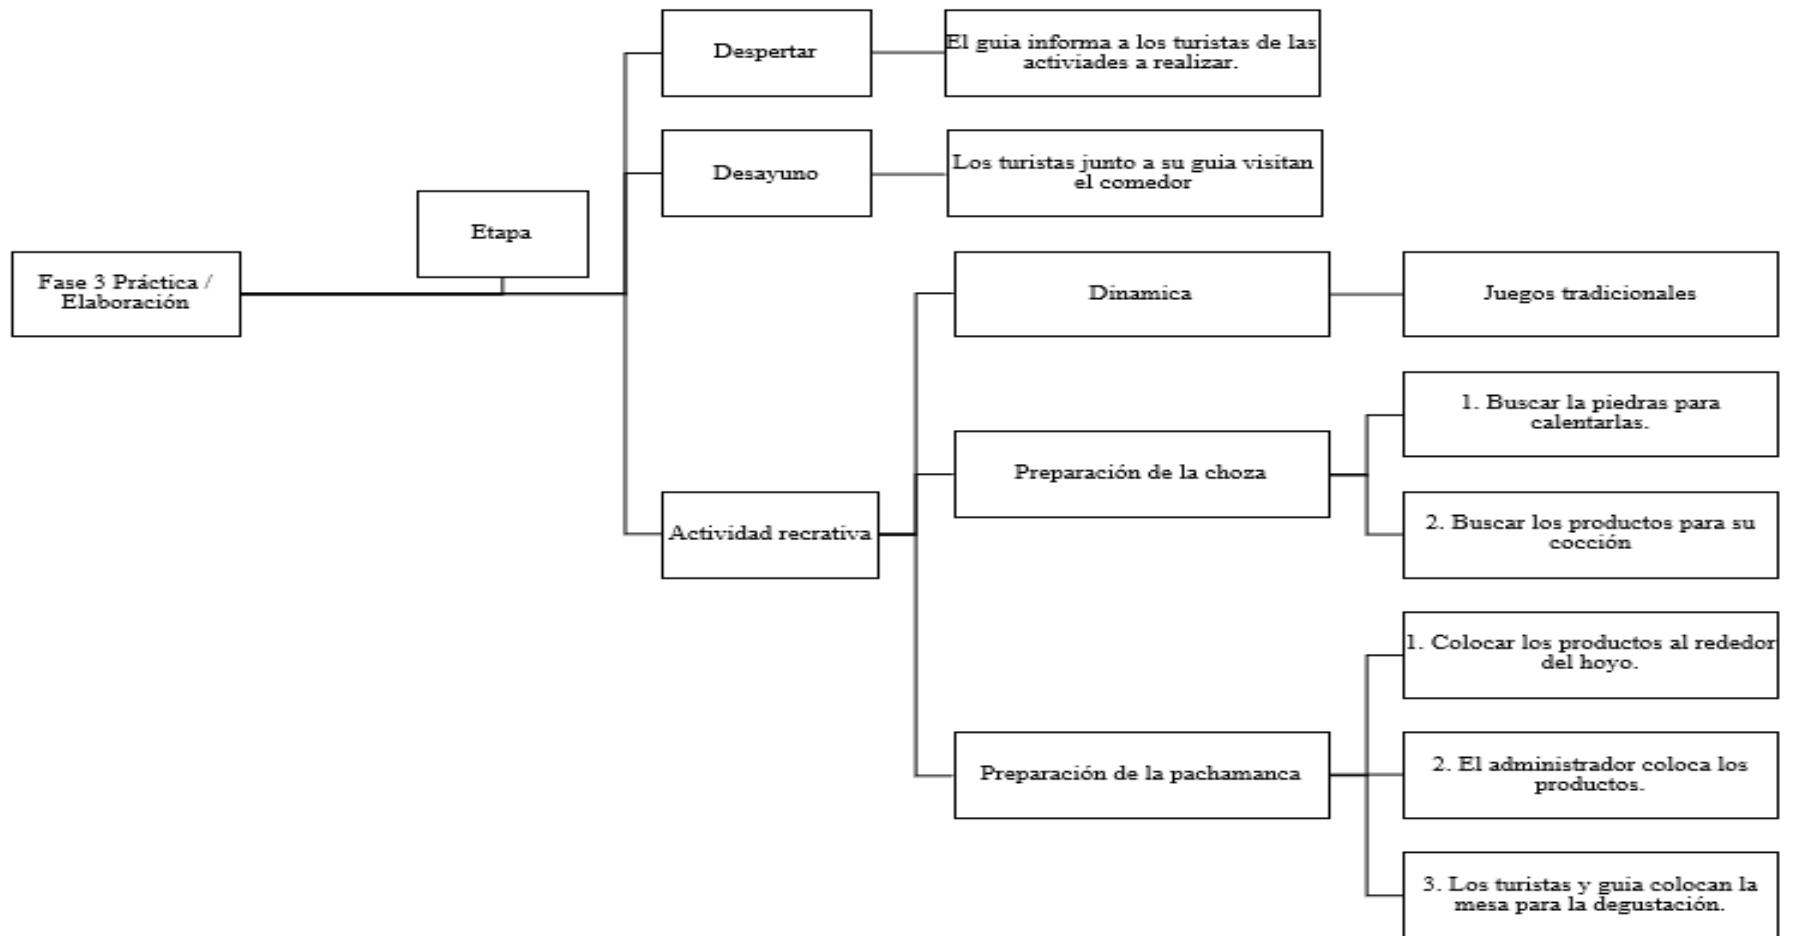 Despertar
El guia informa a los turistas de las
activiades a realizar.
Desayuno
Los turistas junto a su guia visitan
el comedor
Etapa
Fase 3 Práctica /
Elaboración
Dinamica
Juegos tradicionales
Preparación de la choza
1. Buscar la piedras para
calentarlas.
2. Buscar los productos para su
cocción
Actividad recrativa
Preparación de la pachamanca
1. Colocar los productos al rededor
del hoyo.
2. El administrador coloca los
productos.
3. Los turistas y guia colocan la
mesa para la degustación.